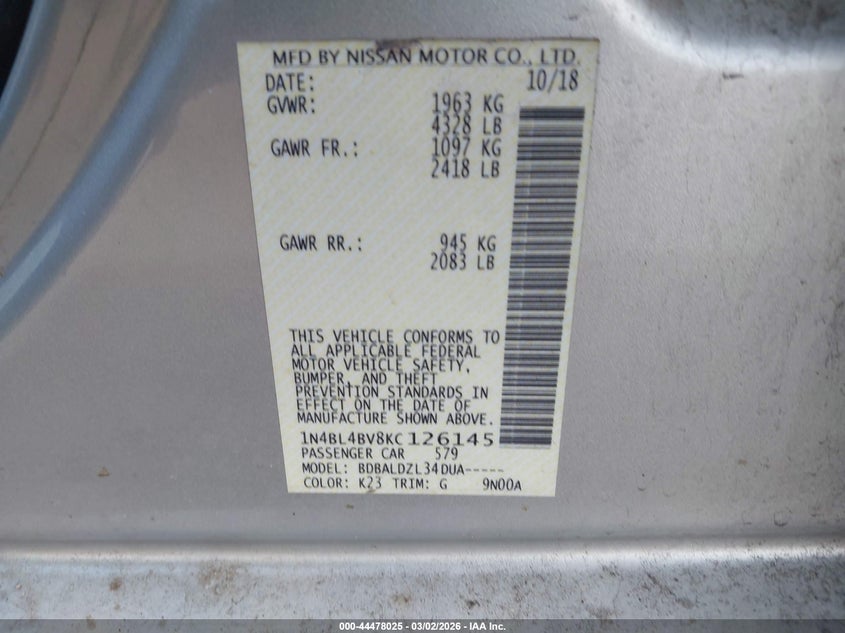 MFD BY NISSAN MOTOR CO., LTD.
DATE: 10/18
GVWR: 1963 KG
4328 LB
GAWR FR.: 1097 KG
2418 LB
GAWR RR.: 945 KG
2083 LB
THIS VEHICLE CONFORMS TO
ALL APPLICABLE FEDERAL
MOTOR VEHICLE SAFETY,
BUMPER, AND THEFT
PREVENTION STANDARDS IN
EFFECT ON THE DATE OF
MANUFACTURE SHOWN ABOVE.
1N4BL4BV8KC126145
PASSENGER CAR 579
MODEL: BDBALDZL34DUA-----
COLOR: K23 TRIM: G 9N00A
000-44478025 - 03/02/2026 - IAA Inc.